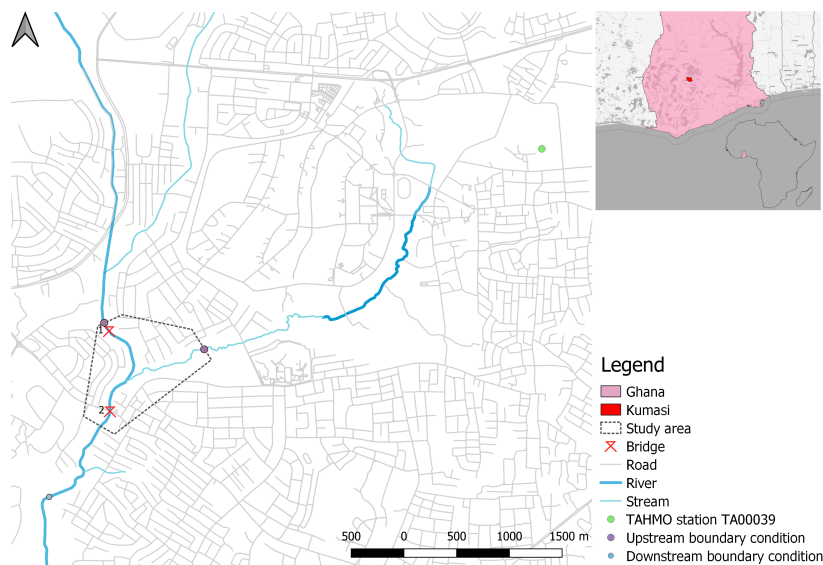 1
2
500 0 500 1000 1500 m
Legend
Ghana
Kumasi
Study area
Bridge
Road
River
Stream
TAHMO station TA00039
Upstream boundary condition
Downstream boundary condition